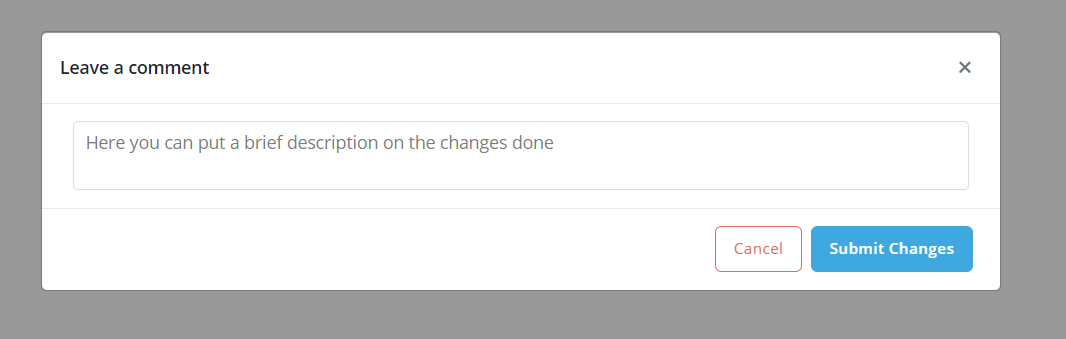 Leave a comment
Here you can put a brief description on the changes done
Cancel
Submit Changes